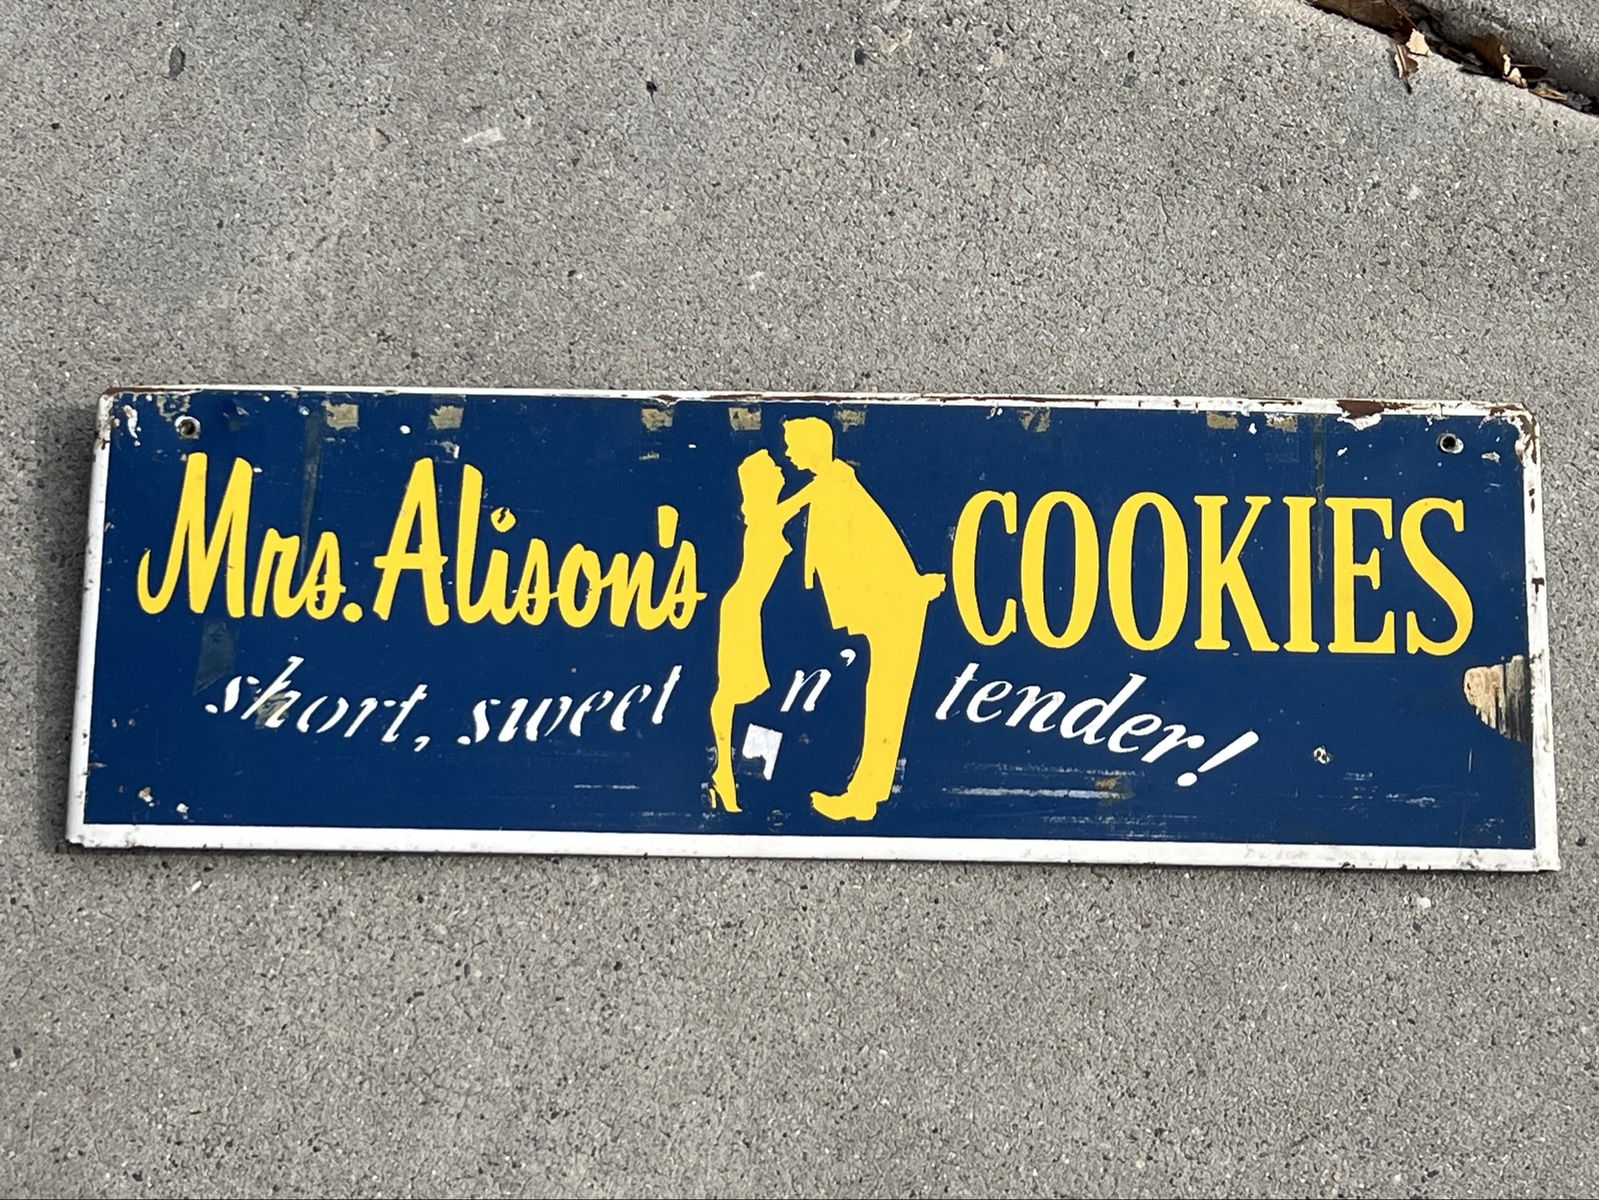 Mrs. Alison's COOKIES
short, sweet n' tender!